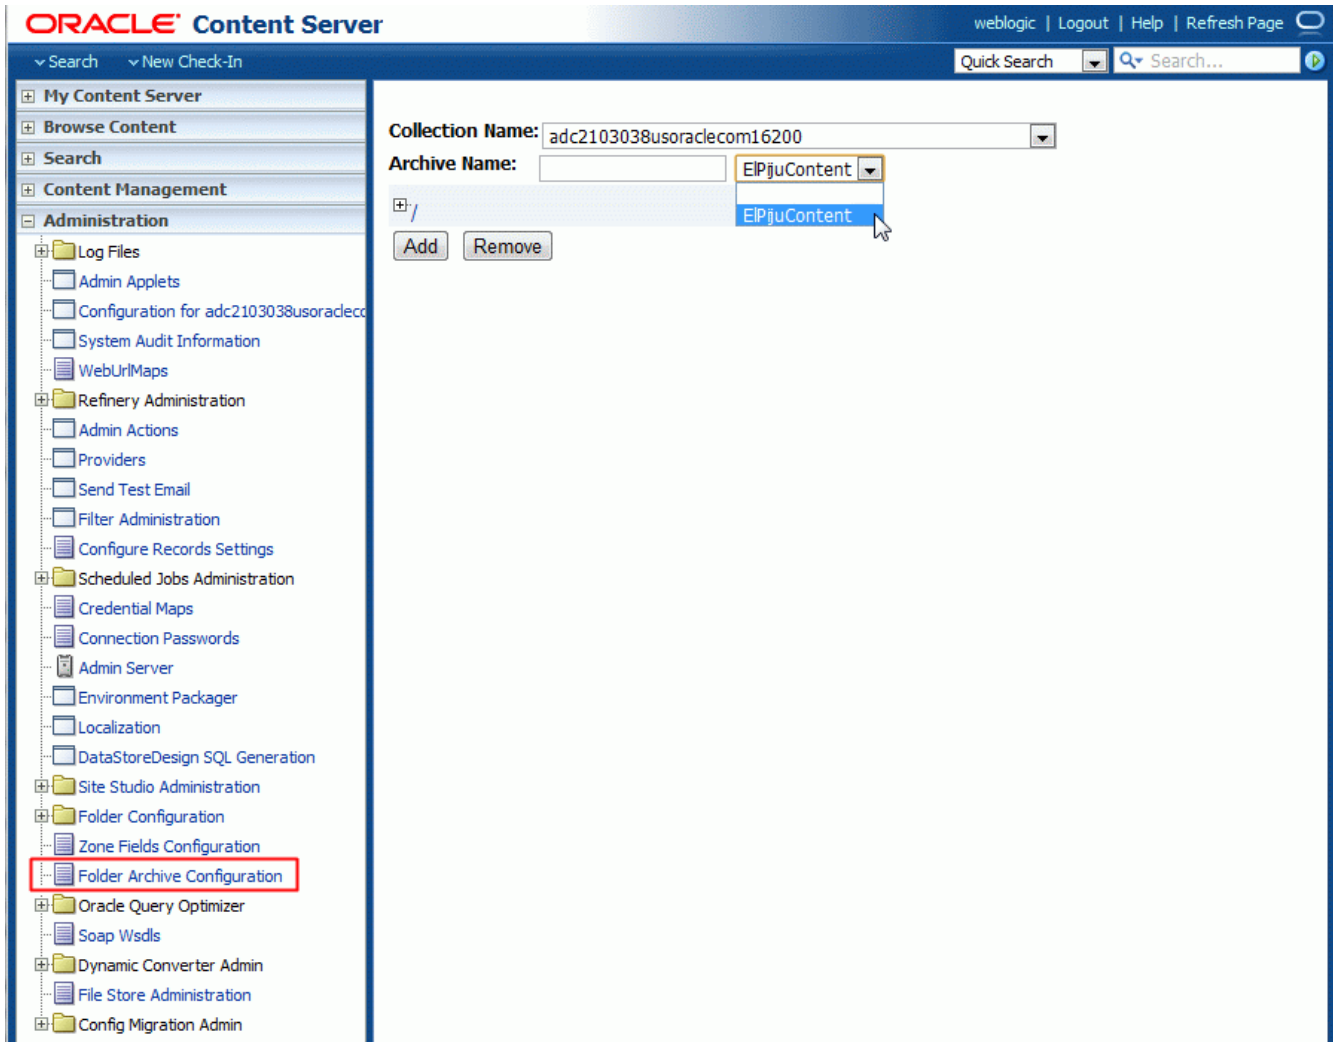 ORACLE Content Server
weblogic | Logout | Help | Refresh Page
Search New Check-In
Quick Search Search...
My Content Server
Browse Content
Search
Content Management
Administration
Log Files
Admin Applets
Configuration for adc2103038usoraclecc
System Audit Information
WebUrlMaps
Refinery Administration
Admin Actions
Providers
Send Test Email
Filter Administration
Configure Records Settings
Scheduled Jobs Administration
Credential Maps
Connection Passwords
Admin Server
Environment Packager
Localization
DataStoreDesign SQL Generation
Site Studio Administration
Folder Configuration
Zone Fields Configuration
Folder Archive Configuration
Oracle Query Optimizer
Soap Wsdls
Dynamic Converter Admin
File Store Administration
Config Migration Admin
Collection Name: adc2103038usoraclecom16200
Archive Name: ElPijuContent
ElPijuContent
/
Add Remove